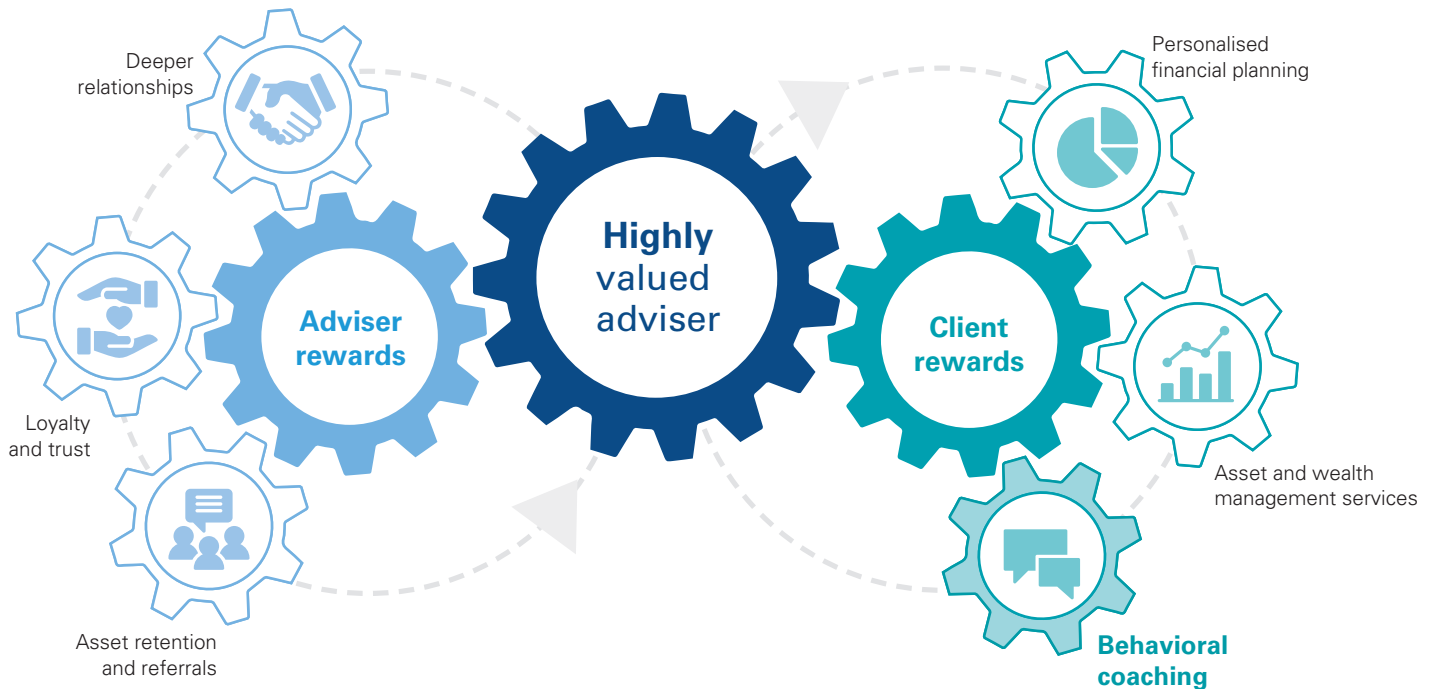 Deeper
relationships
Loyalty
and trust
Asset retention
and referrals
Adviser
rewards
Highly
valued
adviser
Client
rewards
Personalised
financial planning
Asset and wealth
management services
Behavioral
coaching